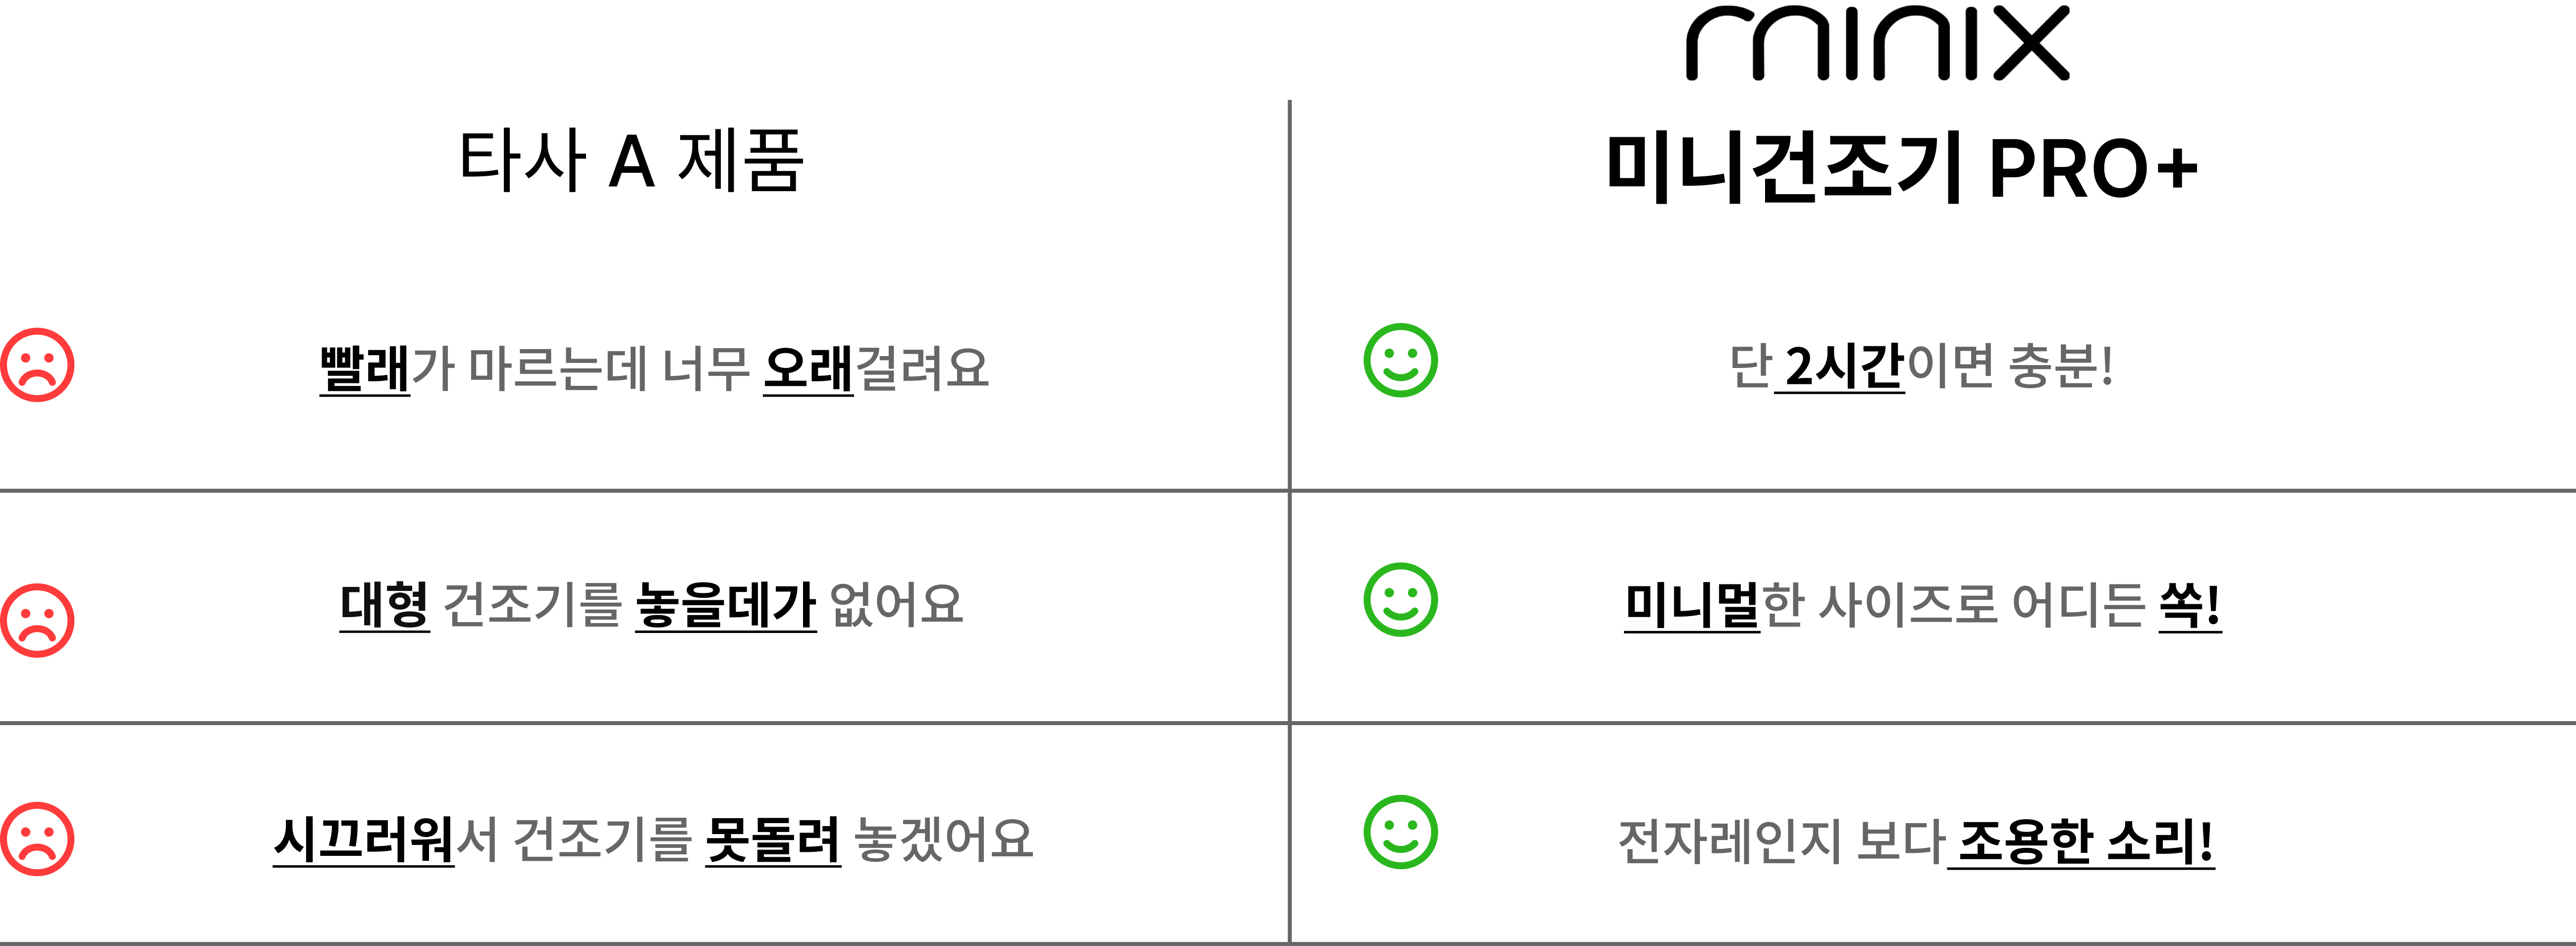 minix
타사 A 제품
미니건조기 PRO+
빨래가 마르는데 너무 오래걸려요
단 2시간이면 충분!
대형 건조기를 놓을데가 없어요
미니멀한 사이즈로 어디든 쏙!
시끄러워서 건조기를 못돌려 놓겠어요
전자레인지 보다 조용한 소리!